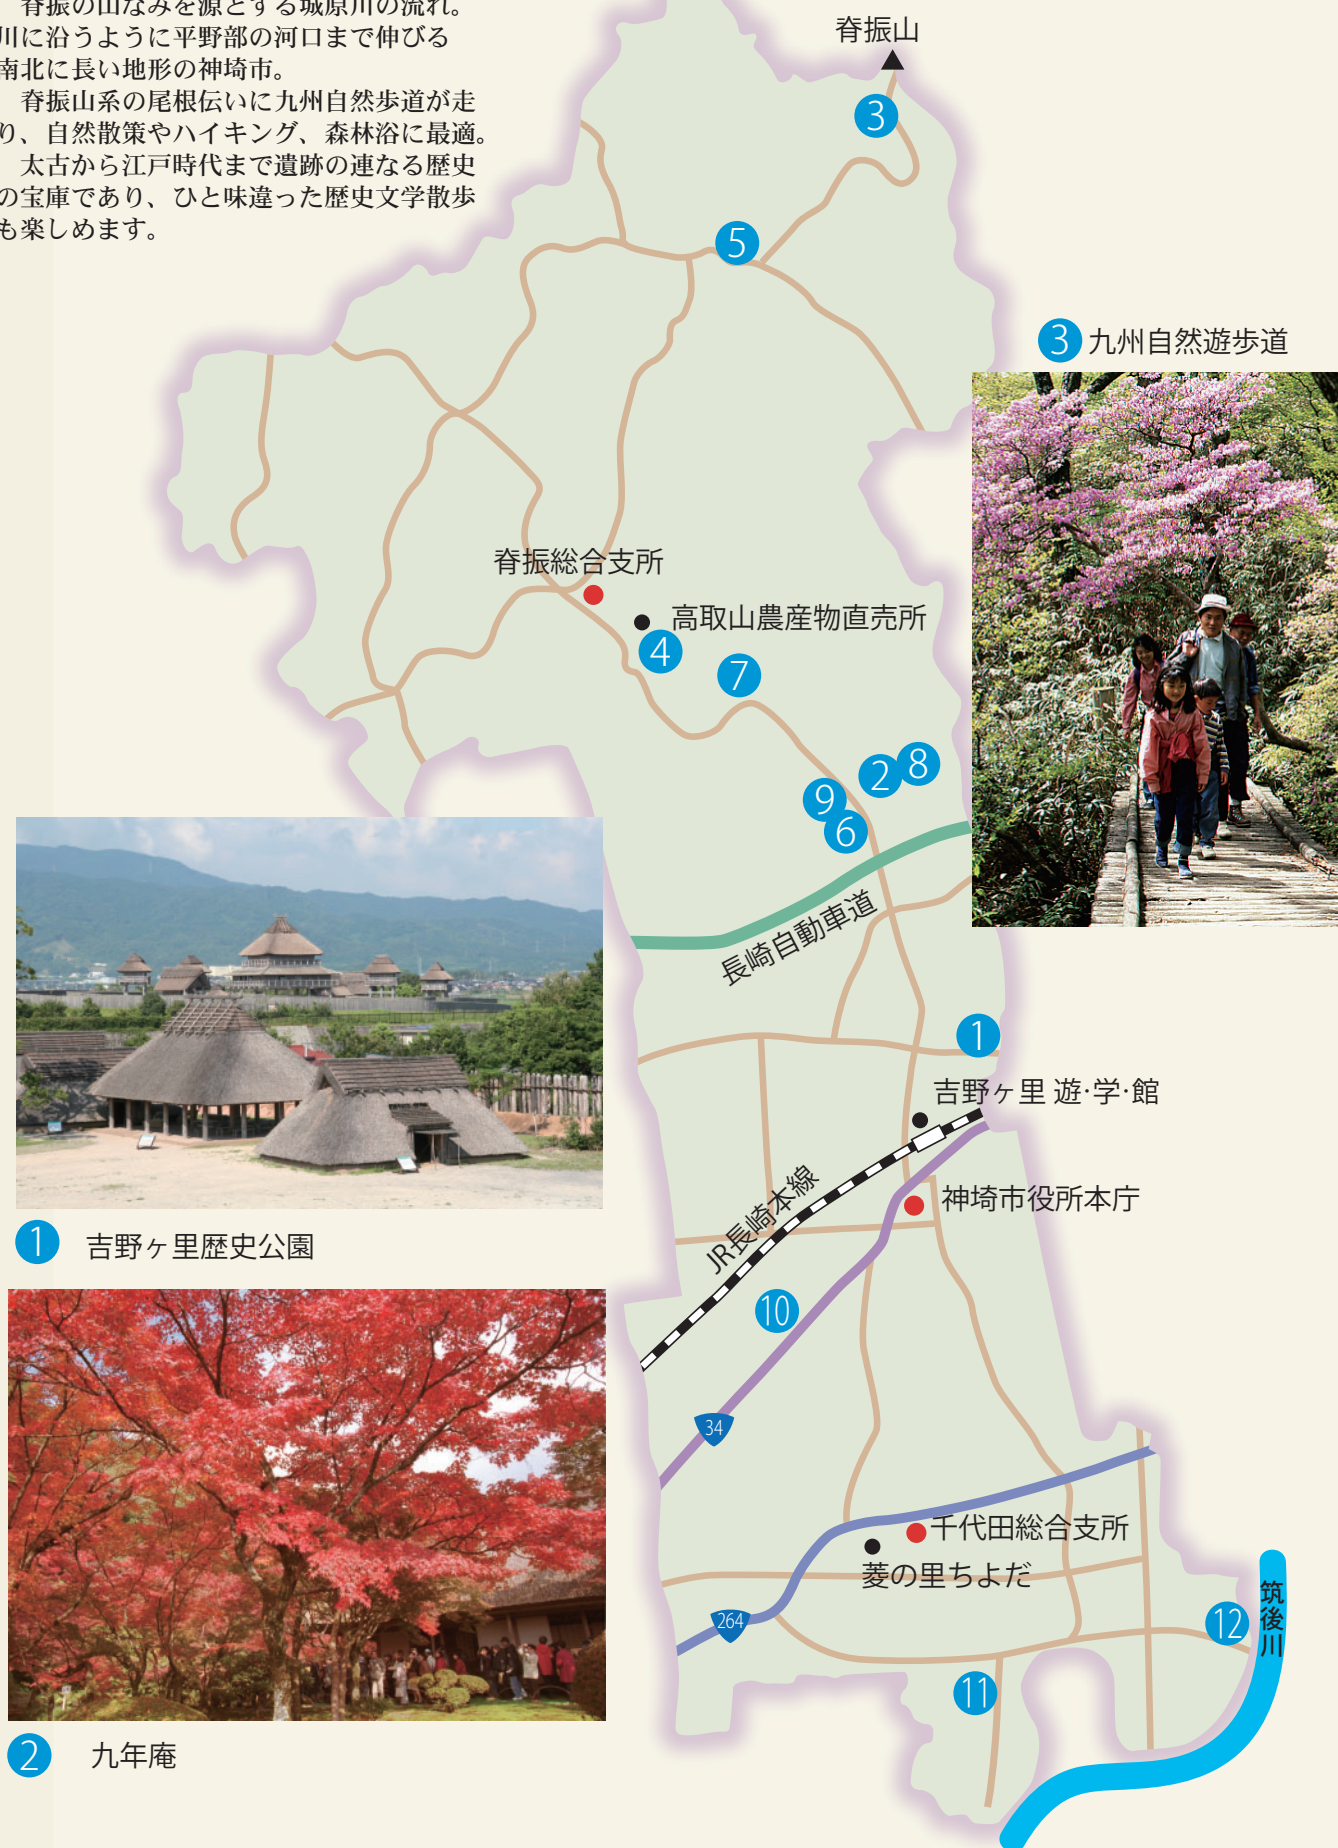 脊振の山なみを源とする城原川の流れ。
川に沿うように平野部の河口まで伸びる
南北に長い地形の神埼市。
脊振山系の尾根伝いに九州自然歩道が走
り、自然散策やハイキング、森林浴に最適。
太古から江戸時代まで遺跡の連なる歴史
の宝庫であり、ひと味違った歴史文学散歩
も楽しめます。
脊振山
3
5
3 九州自然遊歩道
脊振総合支所
高取山農産物直売所
4
7
2
8
9
6
長崎自動車道
1
吉野ヶ里 遊·学·館
神埼市役所本庁
JR長崎本線
1 吉野ヶ里歴史公園
10
34
千代田総合支所
菱の里ちよだ
264
筑後川
12
11
2 九年庵